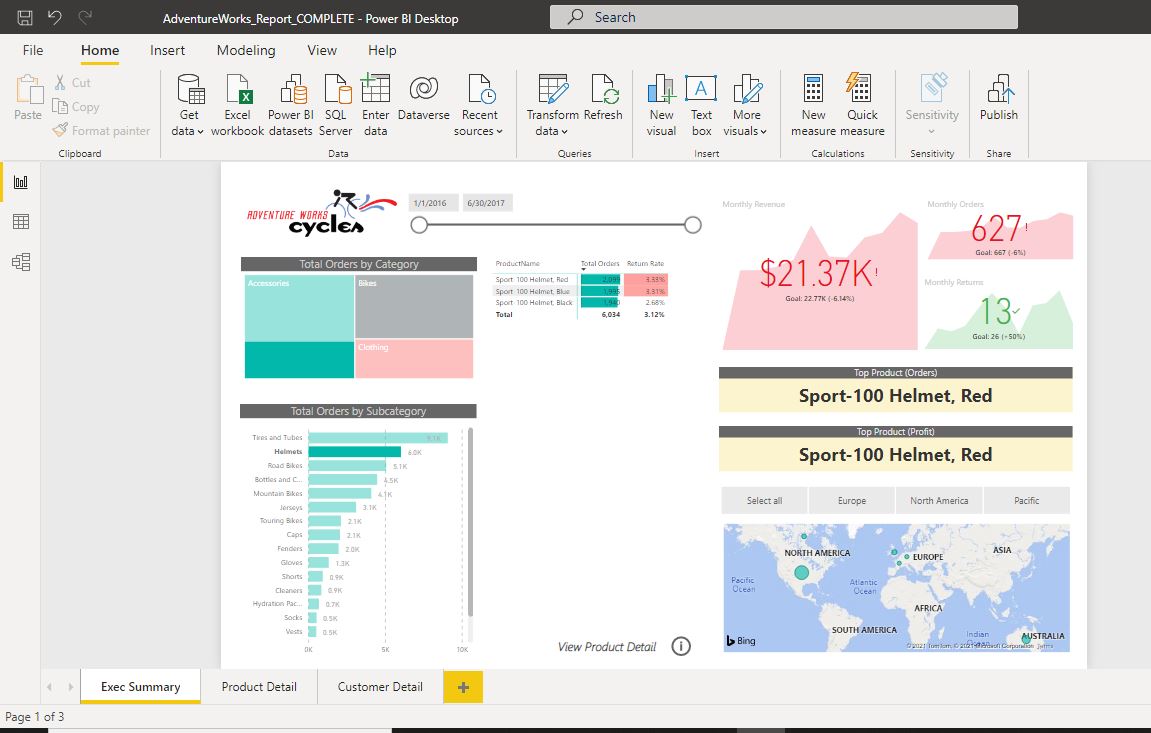 AdventureWorks_Report_COMPLETE - Power BI Desktop
Search
File Home Insert Modeling View Help
Paste
Cut
Copy
Format painter
Clipboard
Get data
Excel workbook
Power BI datasets
SQL Server
Enter data
Dataverse
Recent sources
Data
Transform data
Refresh
Queries
New visual
Text box
More visuals
Insert
New measure
Quick measure
Calculations
Sensitivity
Sensitivity
Publish
Share
ADVENTURE WORKS
cycles
1/1/2016 6/30/2017
Total Orders by Category
Accessories
Bikes
Clothing
ProductName Total Orders Return Rate
Sport-100 Helmet, Red 2,099 3.33%
Sport-100 Helmet, Blue 1,995 3.31%
Sport-100 Helmet, Black 1,940 2.68%
Total 6,034 3.12%
Total Orders by Subcategory
Tires and Tubes 9.1K
Helmets 6.0K
Road Bikes 5.1K
Bottles and C... 4.5K
Mountain Bikes 4.1K
Jerseys 3.1K
Touring Bikes 2.1K
Caps 2.1K
Fenders 2.0K
Gloves 1.3K
Shorts 0.9K
Cleaners 0.9K
Hydration Pac... 0.7K
Socks 0.5K
Vests 0.5K
0K 5K 10K
View Product Detail
Monthly Revenue
$21.37K!
Goal: 22.77K (-6.14%)
Monthly Orders
627!
Goal: 667 (-6%)
Monthly Returns
13
Goal: 26 (+50%)
Top Product (Orders)
Sport-100 Helmet, Red
Top Product (Profit)
Sport-100 Helmet, Red
Select all Europe North America Pacific
NORTH AMERICA
EUROPE
ASIA
Pacific Ocean
Atlantic Ocean
AFRICA
SOUTH AMERICA
Indian Ocean
AUSTRALIA
Bing
© 2021 TomTom, © 2021 Microsoft Corporation Terms
Exec Summary Product Detail Customer Detail +
Page 1 of 3